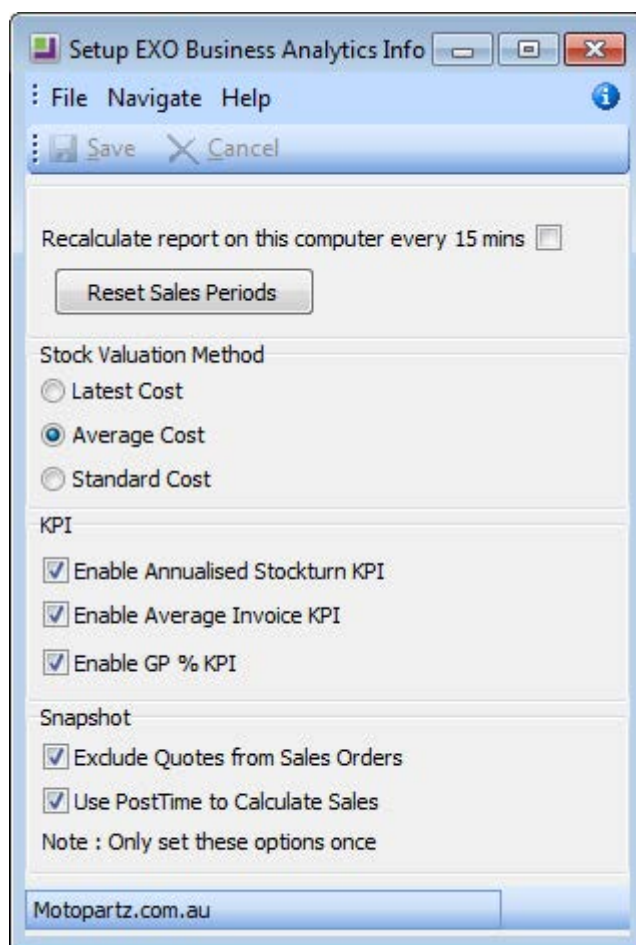 Setup EXO Business Analytics Info
File Navigate Help
Save Cancel
Recalculate report on this computer every 15 mins
Reset Sales Periods
Stock Valuation Method
Latest Cost
Average Cost
Standard Cost
KPI
Enable Annualised Stockturn KPI
Enable Average Invoice KPI
Enable GP % KPI
Snapshot
Exclude Quotes from Sales Orders
Use PostTime to Calculate Sales
Note : Only set these options once
Motopartz.com.au